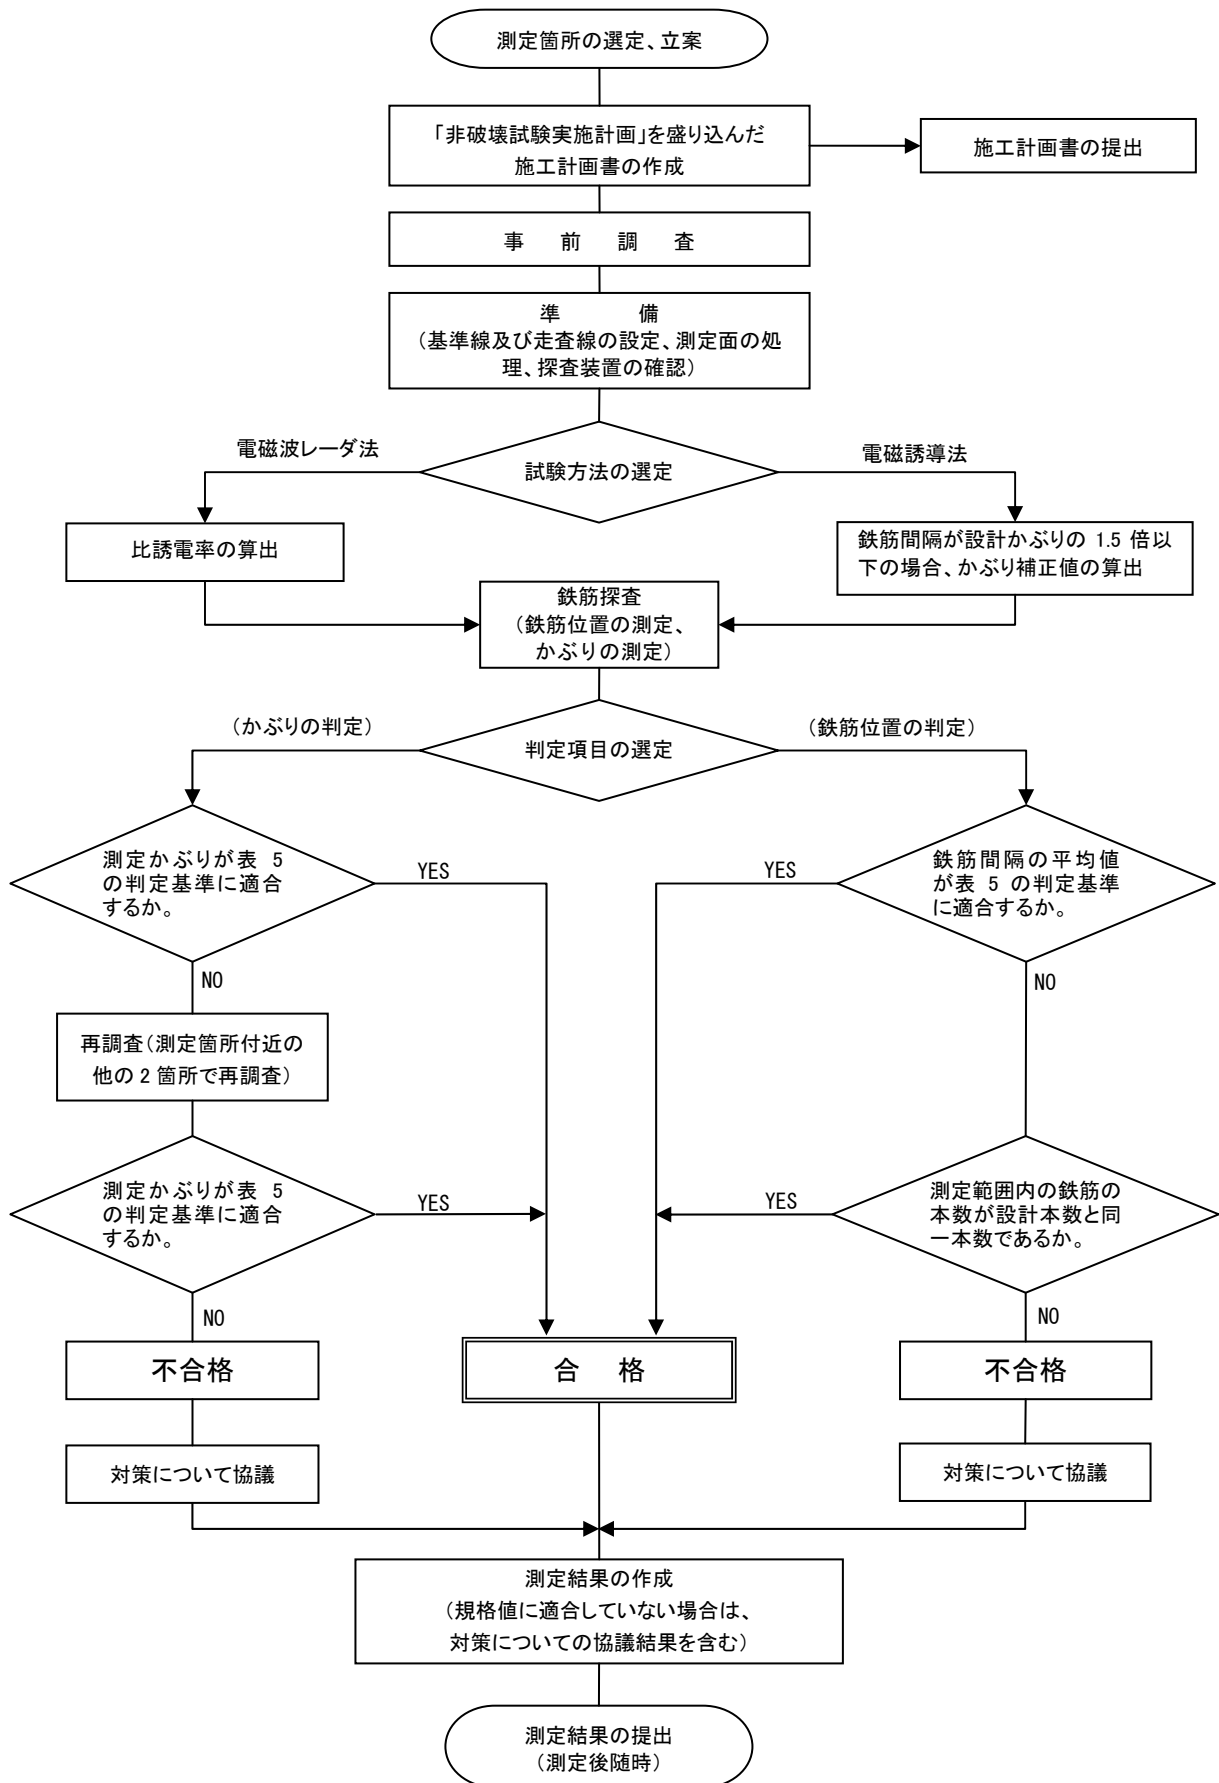 測定箇所の選定、立案
「非破壊試験実施計画」を盛り込んだ
施工計画書の作成
施工計画書の提出
事 前 調 査
準 備
(基準線及び走査線の設定、測定面の処
理、探査装置の確認)
電磁波レーダ法
試験方法の選定
電磁誘導法
比誘電率の算出
鉄筋間隔が設計かぶりの 1.5 倍以
下の場合、かぶり補正値の算出
鉄筋探査
(鉄筋位置の測定、
かぶりの測定)
(かぶりの判定)
判定項目の選定
(鉄筋位置の判定)
測定かぶりが表 5
の判定基準に適合
するか。
YES
YES
鉄筋間隔の平均値
が表 5 の判定基準
に適合するか。
NO
NO
再調査(測定箇所付近の
他の 2 箇所で再調査)
測定かぶりが表 5
の判定基準に適合
するか。
YES
YES
測定範囲内の鉄筋の
本数が設計本数と同
一本数であるか。
NO
NO
不合格
合 格
不合格
対策について協議
対策について協議
測定結果の作成
(規格値に適合していない場合は、
対策についての協議結果を含む)
測定結果の提出
(測定後随時)